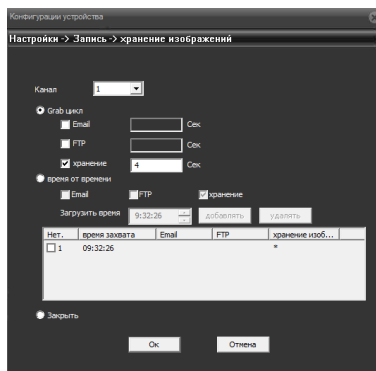 Конфигурации устройства
Настройки -> Запись -> хранение изображений
Канал 1
Grab цикл
Email Сек
FTP Сек
хранение 4 Сек
время от времени
Email FTP хранение
Загрузить время 9:32:26 добавлять удалять
Нет. время захвата Email FTP хранение изоб...
1 09:32:26 *
Закрыть
Ок Отмена